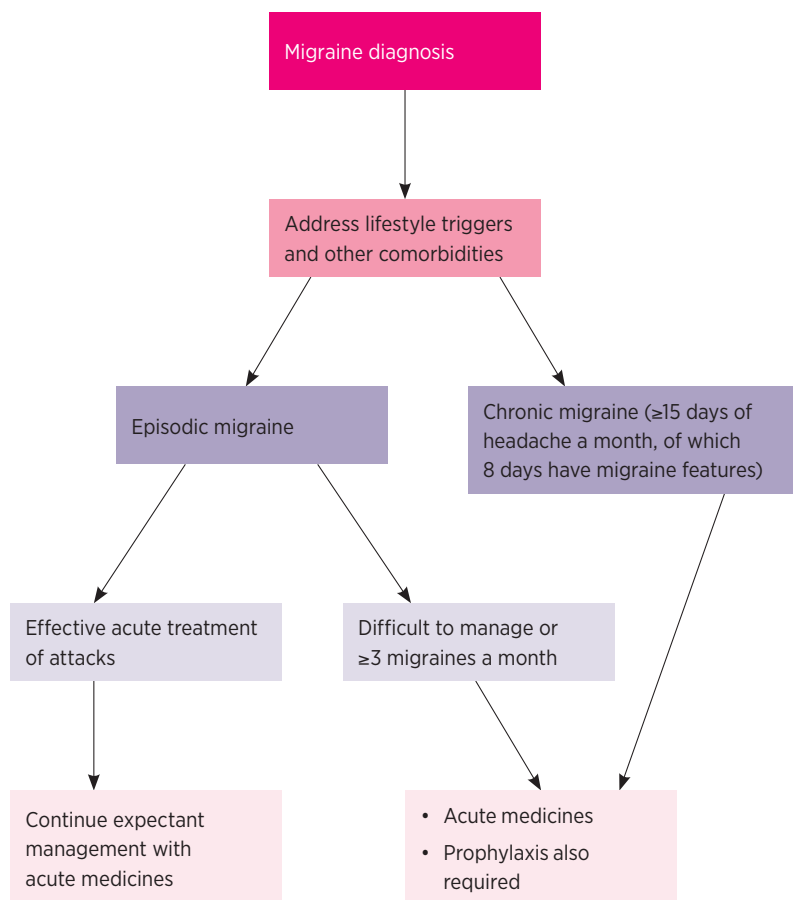 Migraine diagnosis
Address lifestyle triggers
and other comorbidities
Episodic migraine
Chronic migraine (≥15 days of
headache a month, of which
8 days have migraine features)
Effective acute treatment
of attacks
Difficult to manage or
≥3 migraines a month
Continue expectant
management with
acute medicines
• Acute medicines
• Prophylaxis also
required